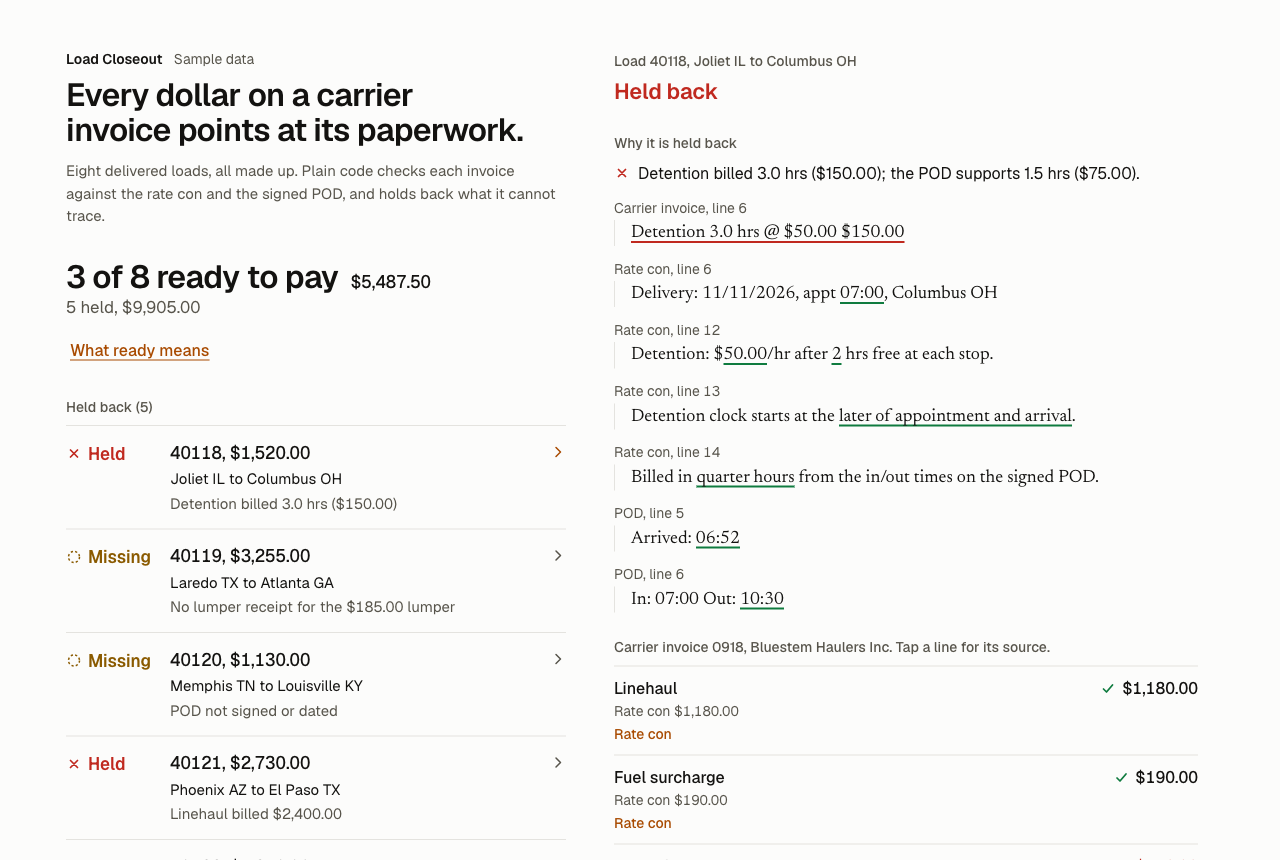 Load Closeout Sample data
Every dollar on a carrier
invoice points at its paperwork.
Eight delivered loads, all made up. Plain code checks each invoice
against the rate con and the signed POD, and holds back what it cannot
trace.
3 of 8 ready to pay $5,487.50
5 held, $9,905.00
What ready means
Held back (5)
Held 40118, $1,520.00
Joliet IL to Columbus OH
Detention billed 3.0 hrs ($150.00)
Missing 40119, $3,255.00
Laredo TX to Atlanta GA
No lumper receipt for the $185.00 lumper
Missing 40120, $1,130.00
Memphis TN to Louisville KY
POD not signed or dated
Held 40121, $2,730.00
Phoenix AZ to El Paso TX
Linehaul billed $2,400.00
Load 40118, Joliet IL to Columbus OH
Held back
Why it is held back
Detention billed 3.0 hrs ($150.00); the POD supports 1.5 hrs ($75.00).
Carrier invoice, line 6
Detention 3.0 hrs @ $50.00 $150.00
Rate con, line 6
Delivery: 11/11/2026, appt 07:00, Columbus OH
Rate con, line 12
Detention: $50.00/hr after 2 hrs free at each stop.
Rate con, line 13
Detention clock starts at the later of appointment and arrival.
Rate con, line 14
Billed in quarter hours from the in/out times on the signed POD.
POD, line 5
Arrived: 06:52
POD, line 6
In: 07:00 Out: 10:30
Carrier invoice 0918, Bluestem Haulers Inc. Tap a line for its source.
Linehaul $1,180.00
Rate con $1,180.00
Rate con
Fuel surcharge $190.00
Rate con $190.00
Rate con